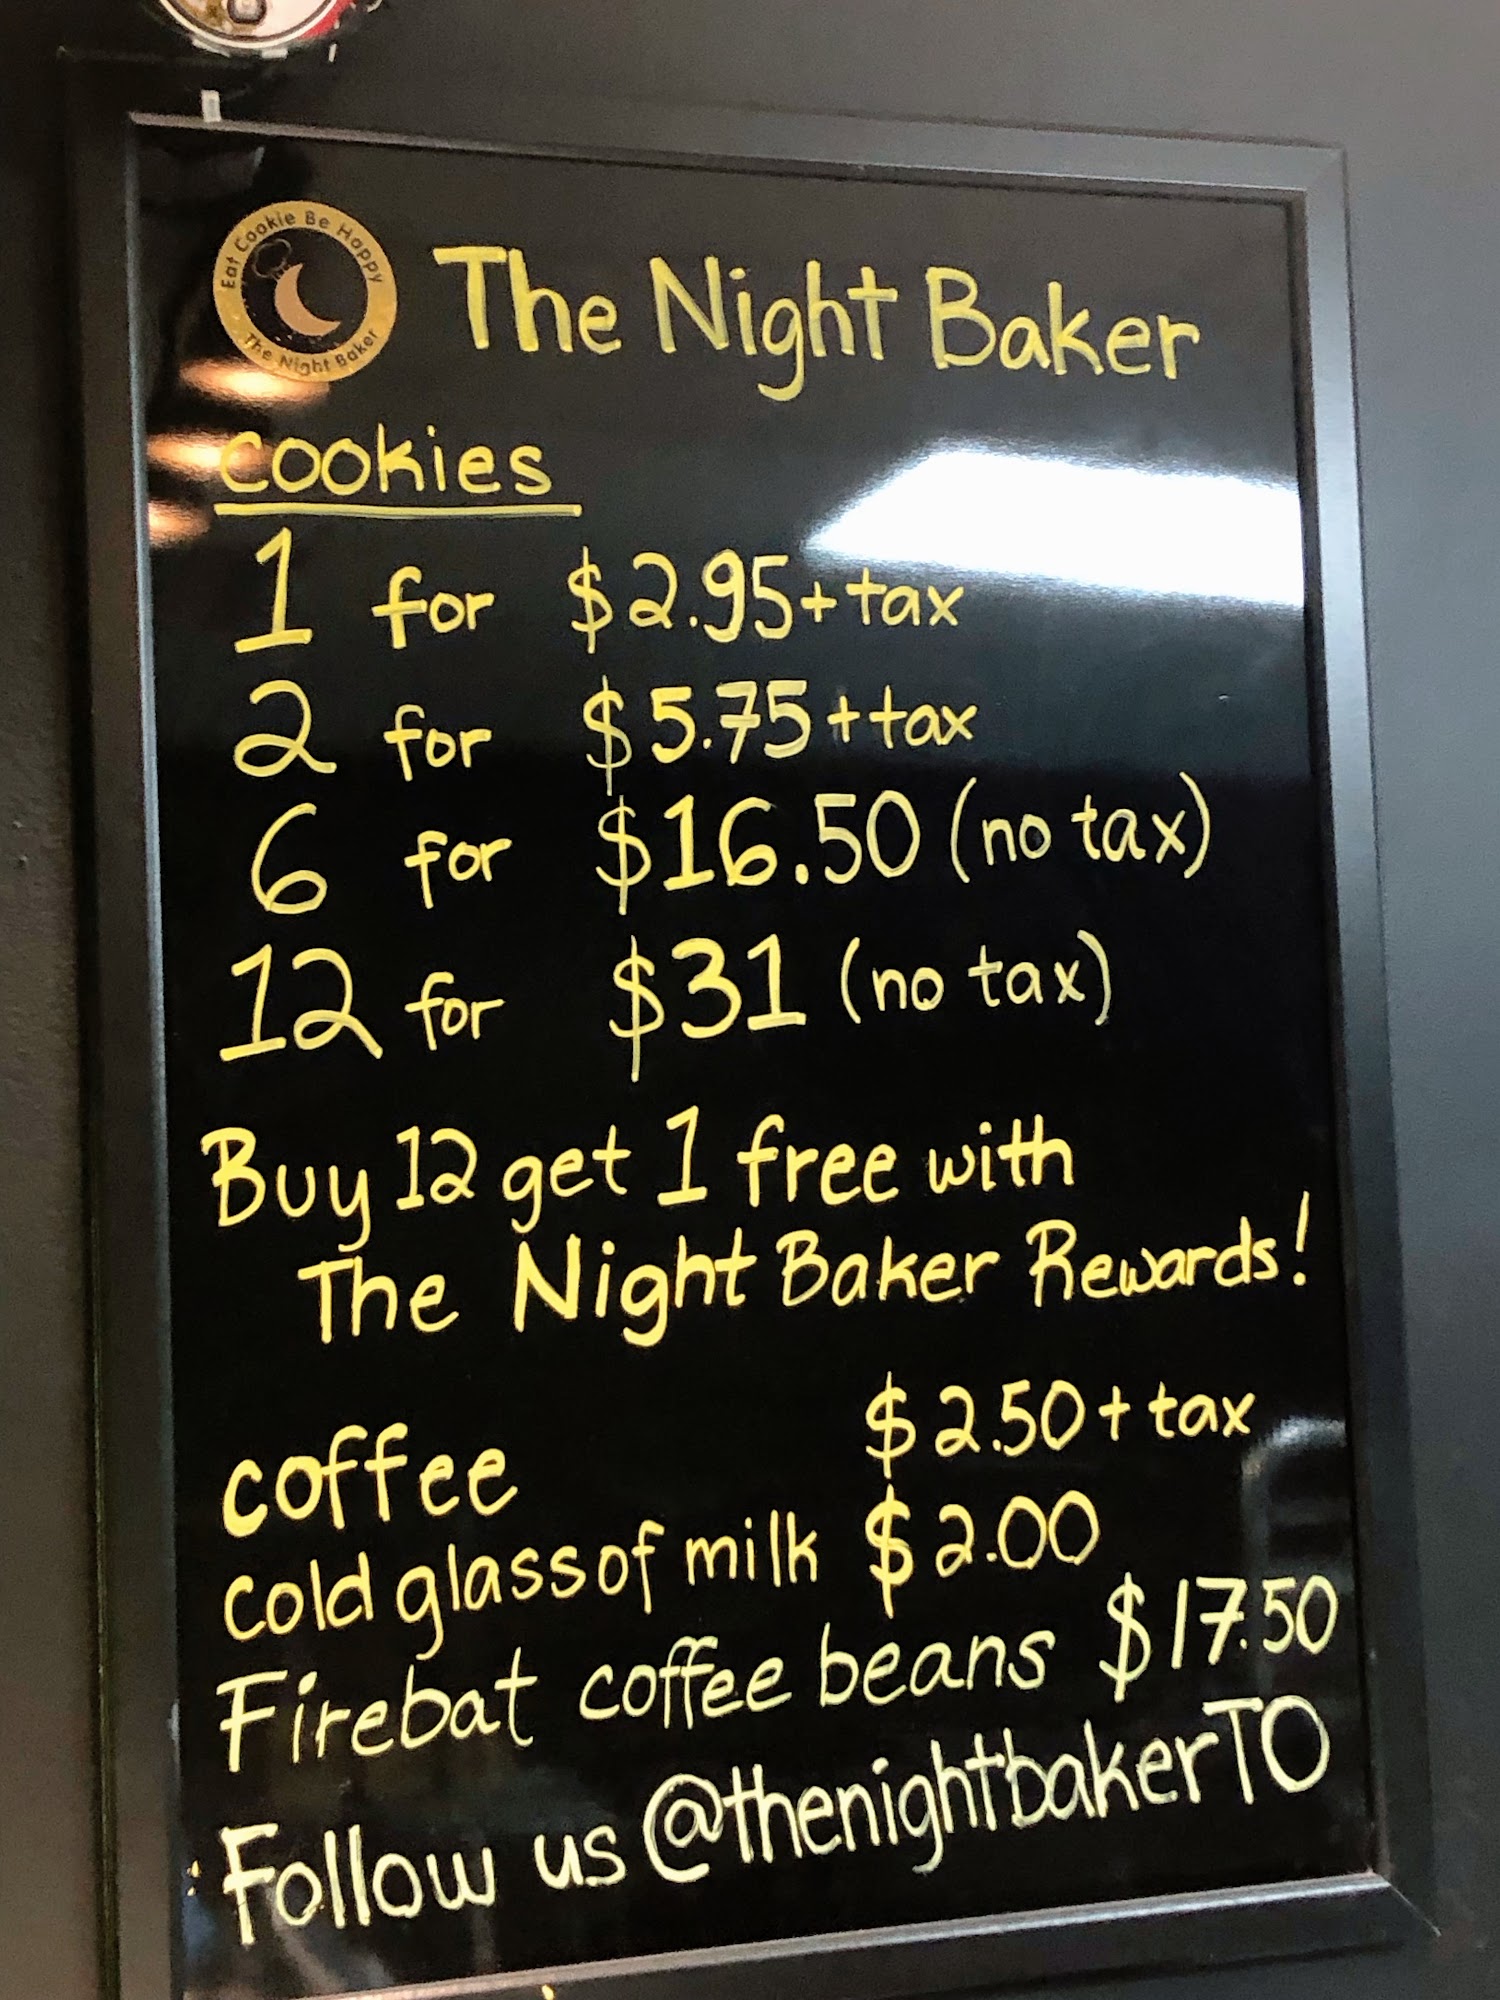 Eat Cookie Be Happy
The Night Baker
The Night Baker
cookies
1 for $2.95+tax
2 for $5.75+tax
6 for $16.50 (no tax)
12 for $31 (no tax)
Buy 12 get 1 free with
The Night Baker Rewards!
coffee $2.50+tax
cold glass of milk $2.00
Firebat coffee beans $17.50
Follow us @thenightbakerTO